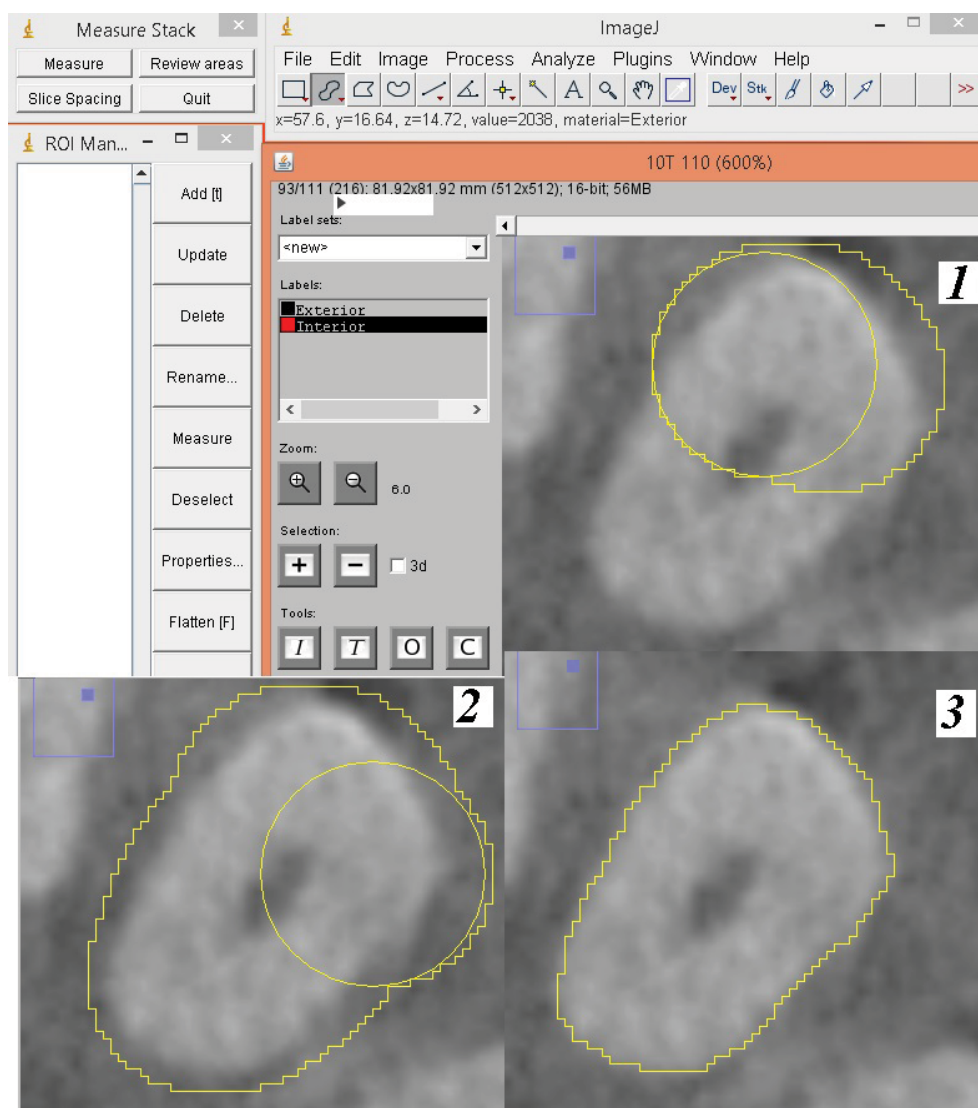 Measure Stack
Measure
Review areas
Slice Spacing
Quit
ImageJ
File Edit Image Process Analyze Plugins Window Help
A
Dev Stk
>>
x=57.6, y=16.64, z=14.72, value=2038, material=Exterior
ROI Man...
Add [t]
Update
Delete
Rename...
Measure
Deselect
Properties...
Flatten [F]
10T 110 (600%)
93/111 (216); 81.92x81.92 mm (512x512); 16-bit; 56MB
Label sets:
<new>
Labels:
Exterior
Interior
Zoom:
6.0
Selection:
+ - 3d
Tools:
I T O C
1
2
3